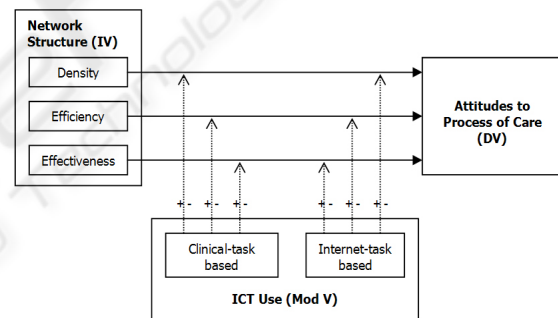 Network
Structure (IV)
Density
Efficiency
Effectiveness
Attitudes to
Process of Care
(DV)
+ - + - + - + - + - + -
Clinical-task
based
Internet-task
based
ICT Use (Mod V)